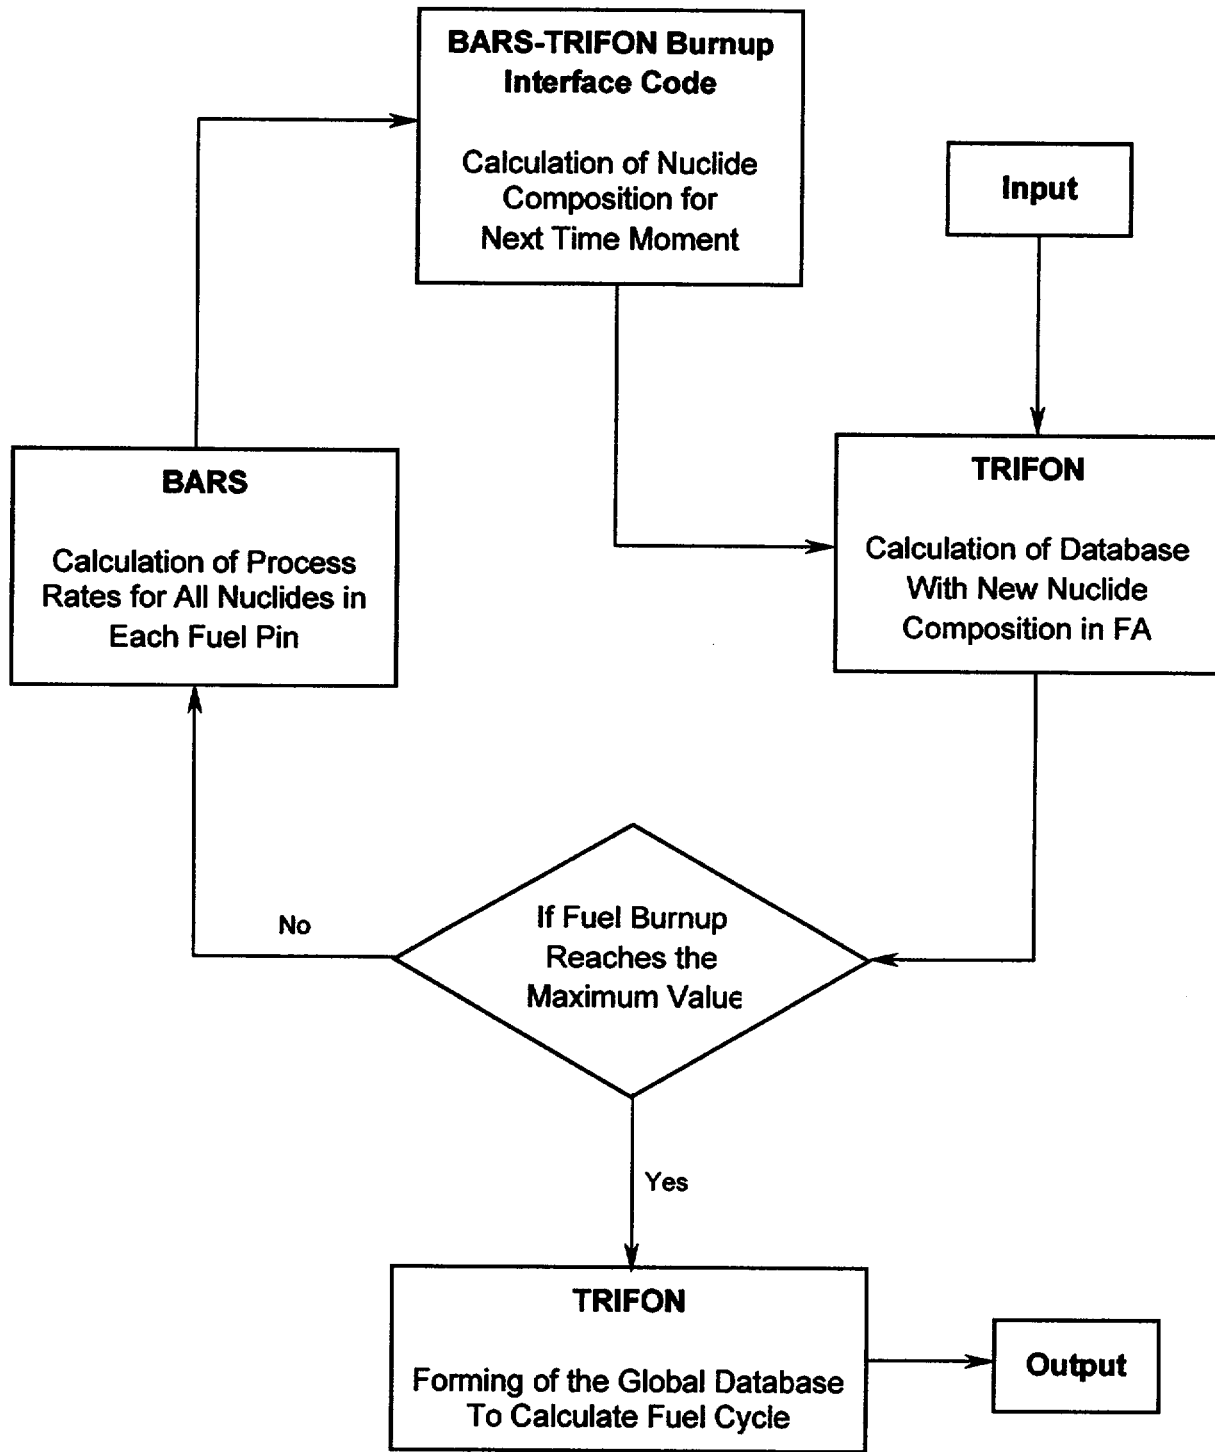 BARS-TRIFON Burnup
Interface Code
Calculation of Nuclide
Composition for
Next Time Moment
Input
BARS
Calculation of Process
Rates for All Nuclides in
Each Fuel Pin
TRIFON
Calculation of Database
With New Nuclide
Composition in FA
No
If Fuel Burnup
Reaches the
Maximum Value
Yes
TRIFON
Forming of the Global Database
To Calculate Fuel Cycle
Output